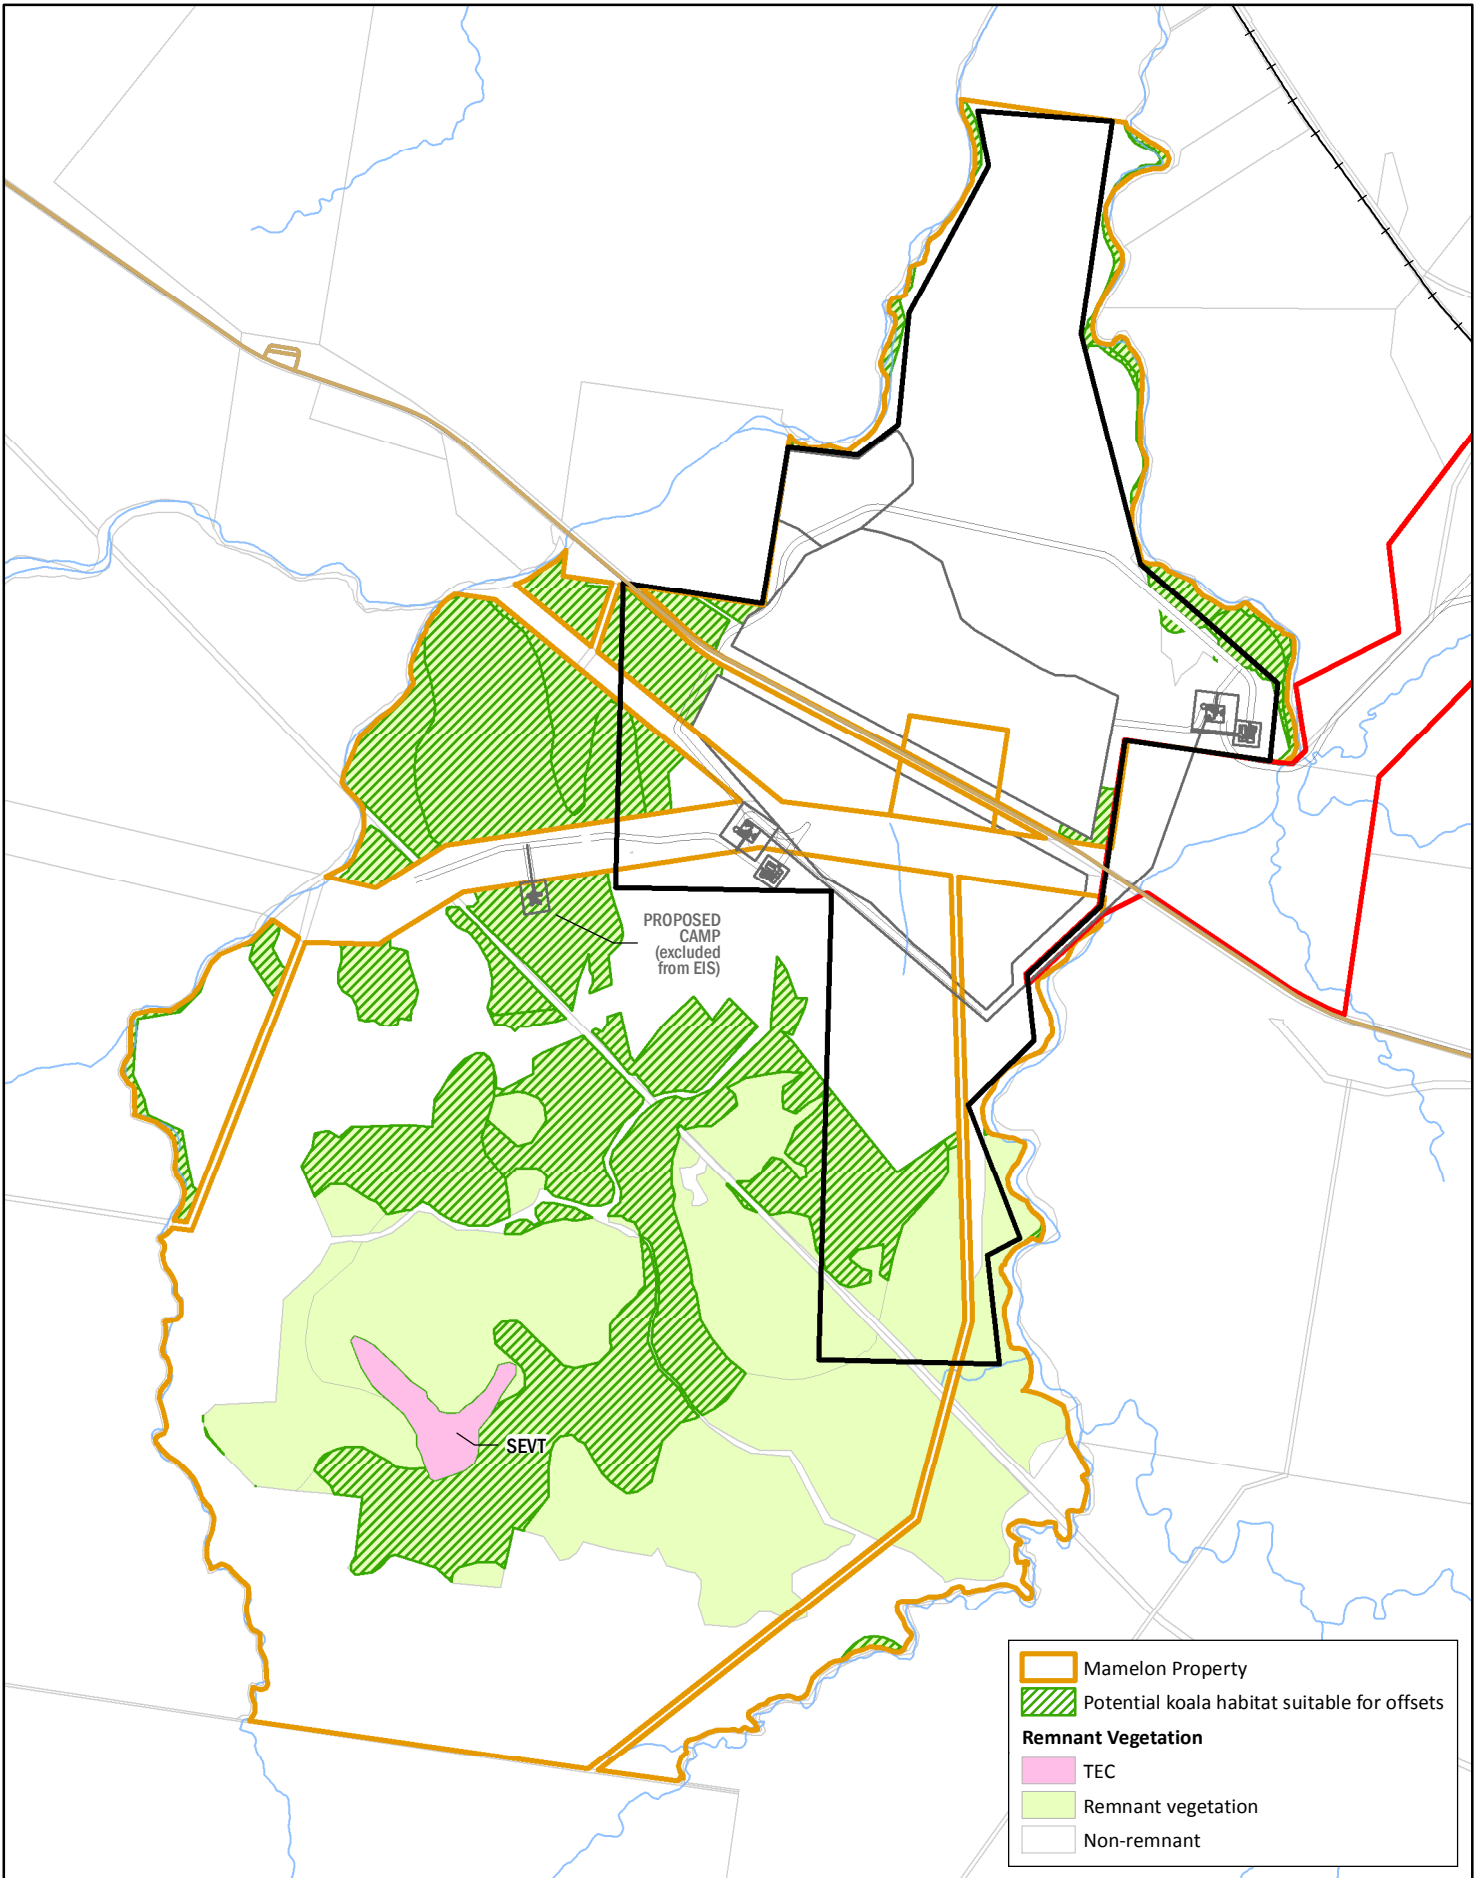 PROPOSED
CAMP
(excluded
from EIS)
SEVT
Mamelon Property
Potential koala habitat suitable for offsets
Remnant Vegetation
TEC
Remnant vegetation
Non-remnant